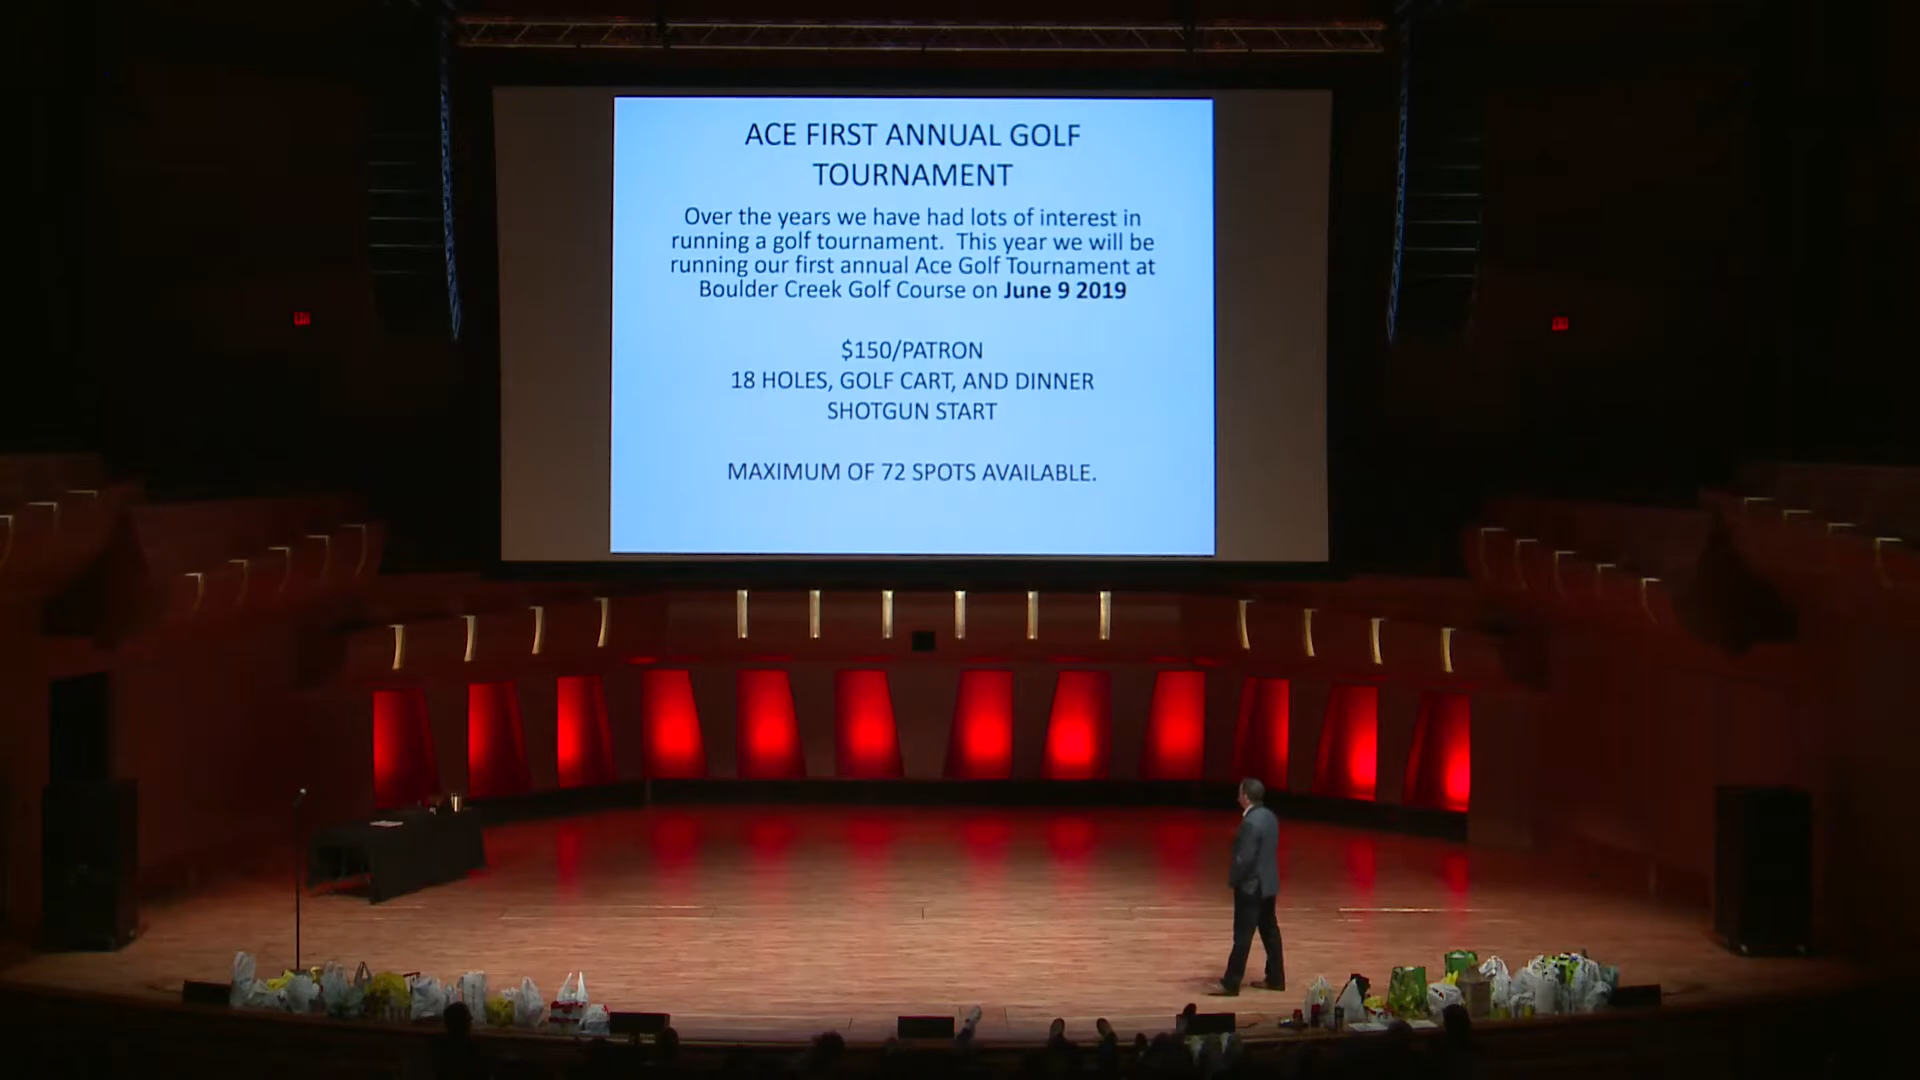 ACE FIRST ANNUAL GOLF
TOURNAMENT
Over the years we have had lots of interest in
running a golf tournament.  This year we will be
running our first annual Ace Golf Tournament at
Boulder Creek Golf Course on June 9 2019
$150/PATRON
18 HOLES, GOLF CART, AND DINNER
SHOTGUN START
MAXIMUM OF 72 SPOTS AVAILABLE.